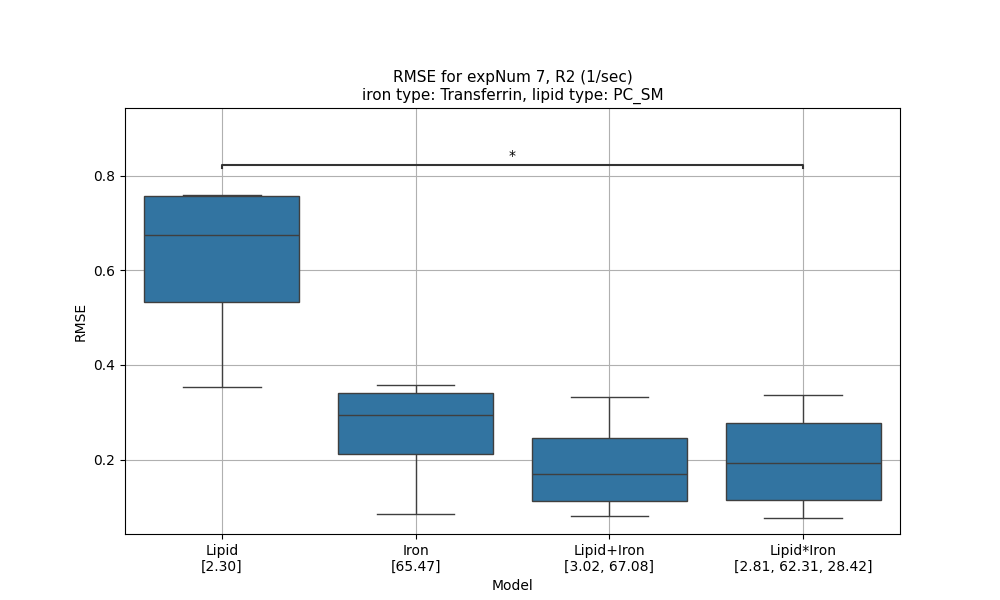 RMSE for expNum 7, R2 (1/sec)
iron type: Transferrin, lipid type: PC_SM
*
0.8
0.6
0.4
0.2
RMSE
Lipid
[2.30]
Iron
[65.47]
Lipid+Iron
[3.02, 67.08]
Lipid*Iron
[2.81, 62.31, 28.42]
Model